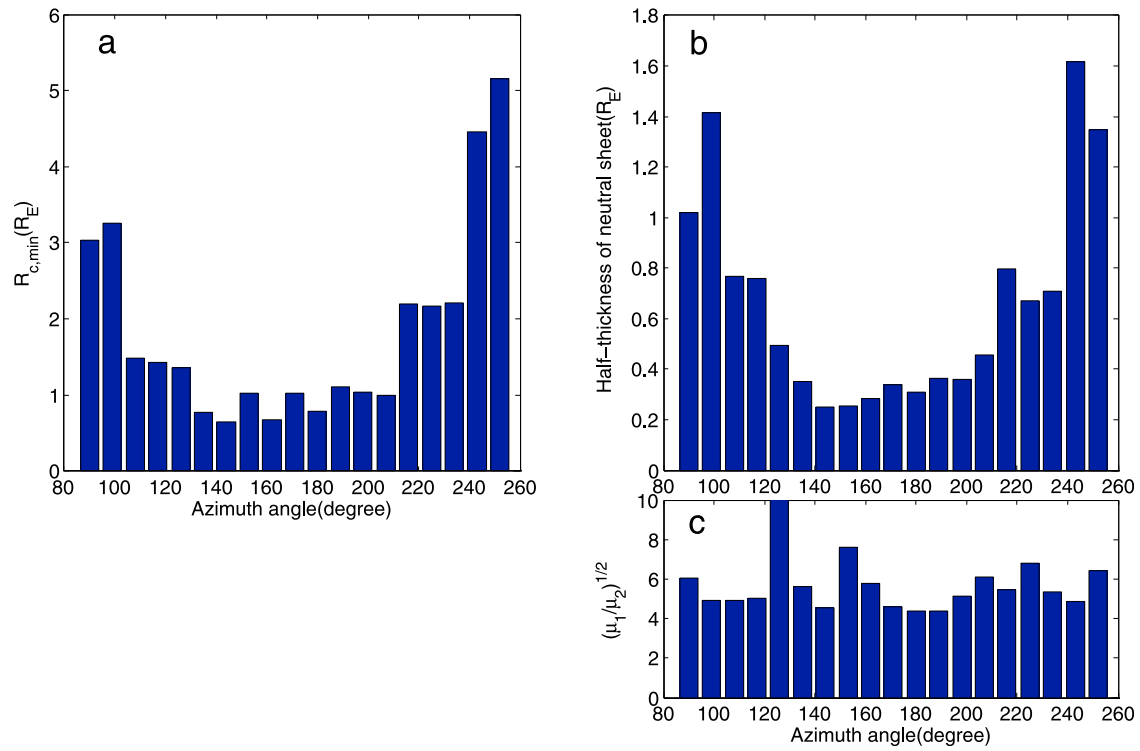 a
6
5
4
3
2
1
0
R_c,min(R_E)
80 100 120 140 160 180 200 220 240 260
Azimuth angle(degree)
b
1.8
1.6
1.4
1.2
1
0.8
0.6
0.4
0.2
0
Half-thickness of neutral sheet(R_E)
80 100 120 140 160 180 200 220 240 260
c
10
8
6
4
2
0
(μ_1/μ_2)^1/2
80 100 120 140 160 180 200 220 240 260
Azimuth angle(degree)